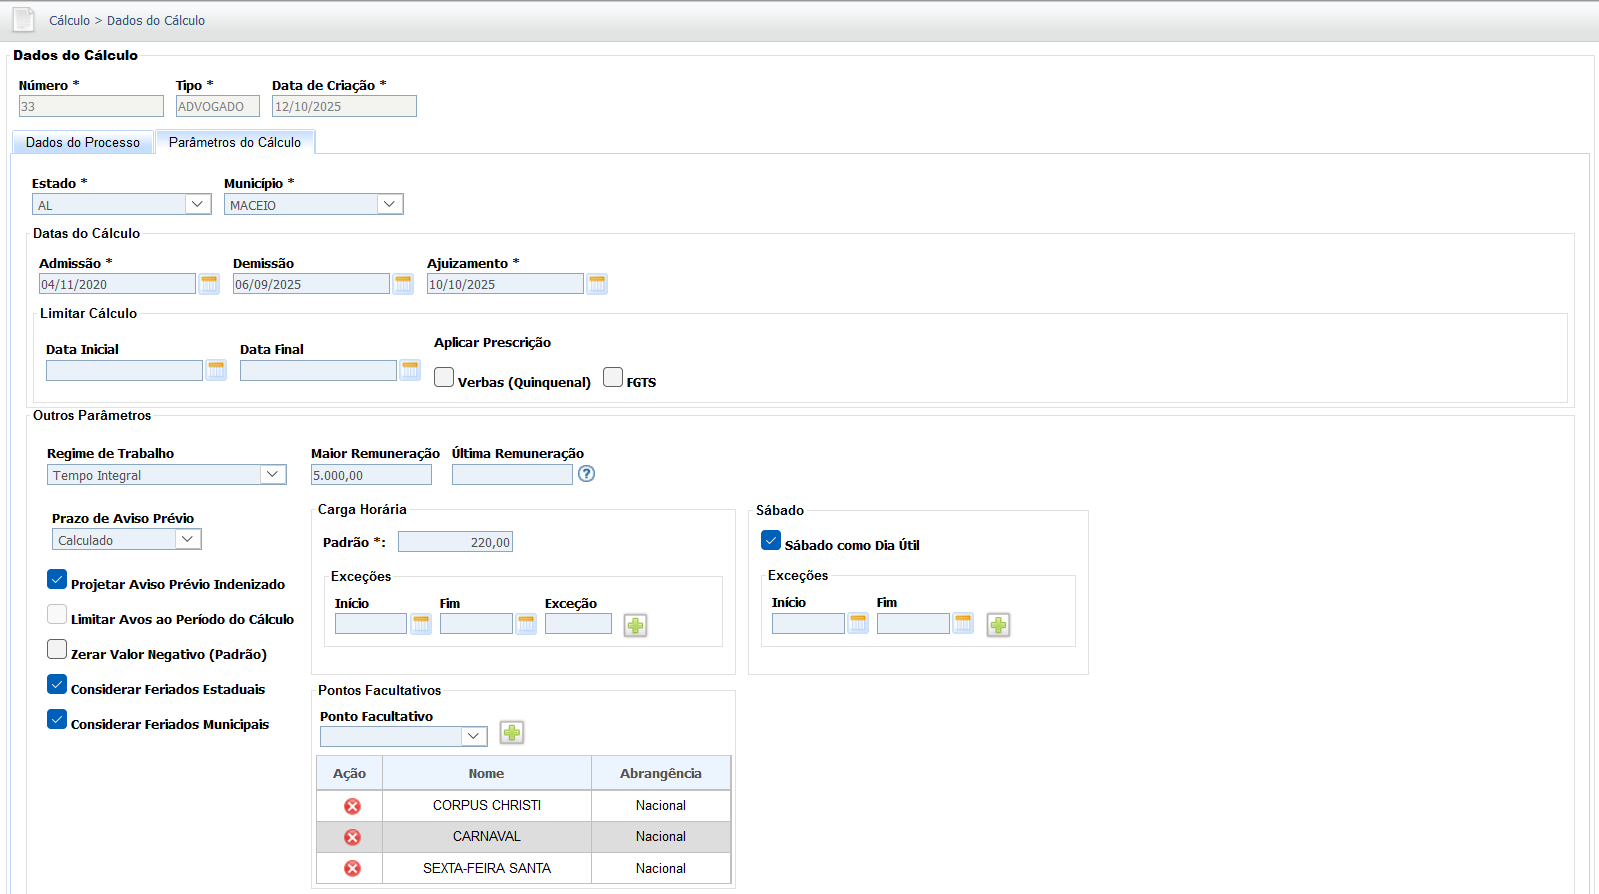 Cálculo > Dados do Cálculo
Dados do Cálculo
Número * Tipo * Data de Criação *
33 ADVOGADO 12/10/2025
Dados do Processo Parâmetros do Cálculo
Estado * Município *
AL MACEIO
Datas do Cálculo
Admissão * Demissão Ajuizamento *
04/11/2020 06/09/2025 10/10/2025
Limitar Cálculo
Data Inicial Data Final Aplicar Prescrição
Verbas (Quinquenal) FGTS
Outros Parâmetros
Regime de Trabalho Maior Remuneração Última Remuneração
Tempo Integral 5.000,00 ?
Prazo de Aviso Prévio
Calculado
Projetar Aviso Prévio Indenizado
Limitar Avos ao Período do Cálculo
Zerar Valor Negativo (Padrão)
Considerar Feriados Estaduais
Considerar Feriados Municipais
Carga Horária
Padrão *: 220,00
Exceções
Início Fim Exceção
Sábado
Sábado como Dia Útil
Exceções
Início Fim
Pontos Facultativos
Ponto Facultativo
Ação Nome Abrangência
CORPUS CHRISTI Nacional
CARNAVAL Nacional
SEXTA-FEIRA SANTA Nacional